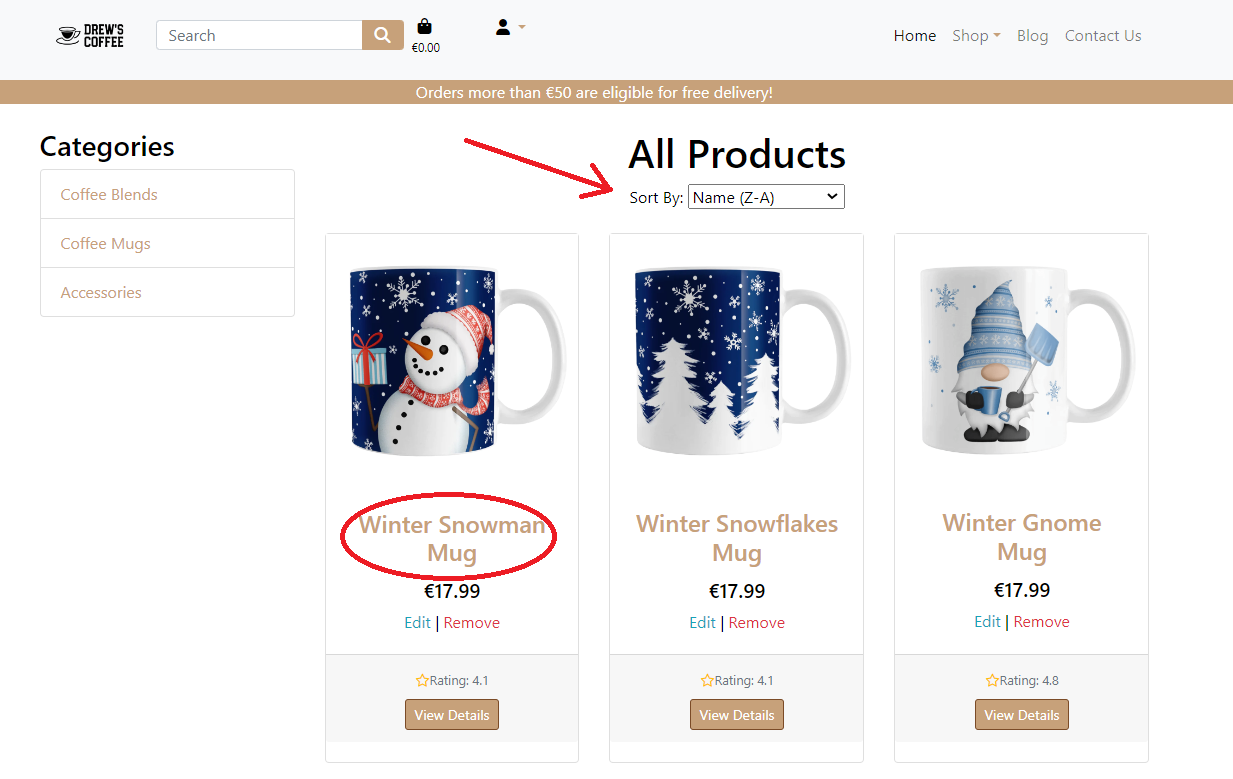 DREW'S
COFFEE
Search
€0.00
Home Shop Blog Contact Us
Orders more than €50 are eligible for free delivery!
Categories
Coffee Blends
Coffee Mugs
Accessories
All Products
Sort By: Name (Z-A)
Winter Snowman
Mug
€17.99
Edit | Remove
Rating: 4.1
View Details
Winter Snowflakes
Mug
€17.99
Edit | Remove
Rating: 4.1
View Details
Winter Gnome
Mug
€17.99
Edit | Remove
Rating: 4.8
View Details